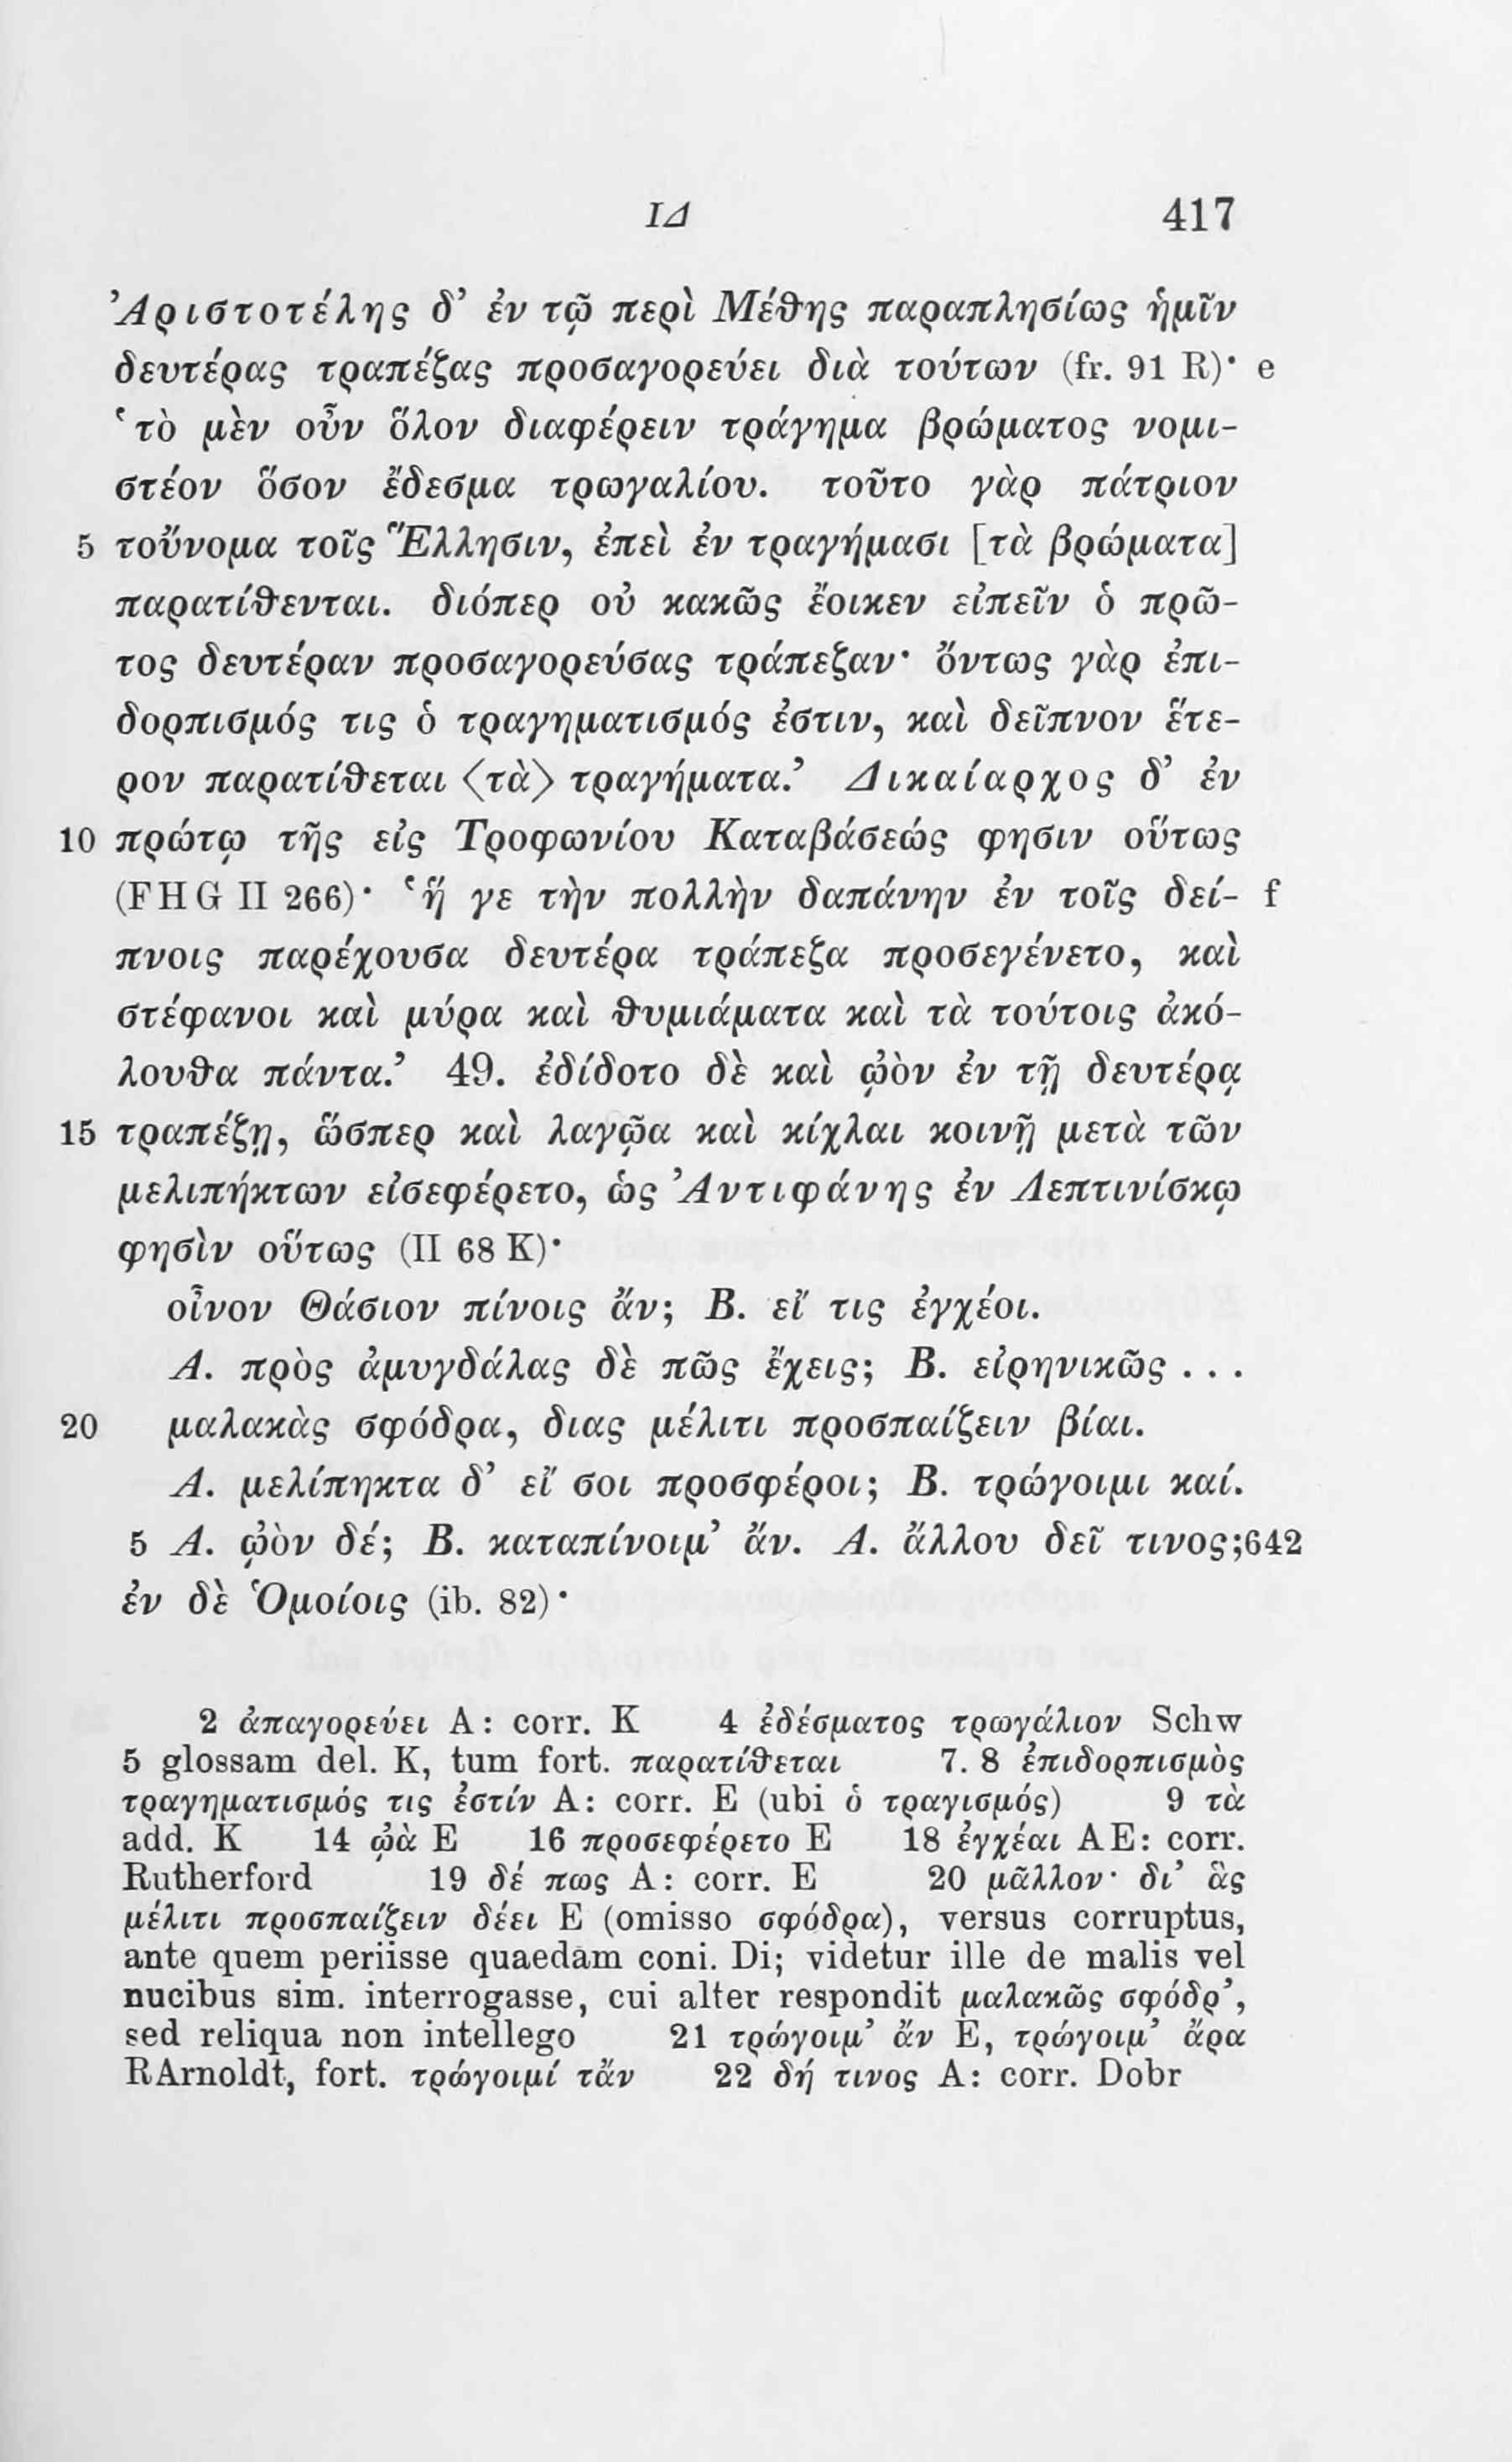 ΙΔ 417
Ἀριστοτέλης δ’ ἐν τῷ περὶ Μέθης παραπλησίως ἡμῖν
δευτέρας τραπέζας προσαγορεύει διὰ τούτων (fr. 91 R)· e
‘τὸ μὲν οὖν ὅλον διαφέρειν τράγημα βρώματος νομι-
στέον ὅσον ἔδεσμα τρωγαλίου. τοῦτο γὰρ πάτριον
5 τοὔνομα τοῖς Ἕλλησιν, ἐπεὶ ἐν τραγήμασι [τὰ βρώματα]
παρατίθενται. διόπερ οὐ κακῶς ἔοικεν εἰπεῖν ὁ πρῶ-
τος δευτέραν προσαγορεύσας τράπεζαν· ὄντως γὰρ ἐπι-
δορπισμός τις ὁ τραγηματισμός ἐστιν, καὶ δεῖπνον ἕτε-
ρον παρατίθεται 〈τὰ〉 τραγήματα.’ Δικαίαρχος δ’ ἐν
10 πρώτῳ τῆς εἰς Τροφωνίου Καταβάσεώς φησιν οὕτως
(FHG II 266)· ‘ἥ γε τὴν πολλὴν δαπάνην ἐν τοῖς δεί- f
πνοις παρέχουσα δευτέρα τράπεζα προσεγένετο, καὶ
στέφανοι καὶ μύρα καὶ θυμιάματα καὶ τὰ τούτοις ἀκό-
λουθα πάντα.’ 49. ἐδίδοτο δὲ καὶ ᾠὸν ἐν τῇ δευτέρᾳ
15 τραπέζῃ, ὥσπερ καὶ λαγῷα καὶ κίχλαι κοινῇ μετὰ τῶν
μελιπήκτων εἰσεφέρετο, ὡς Ἀντιφάνης ἐν Λεπτινίσκῳ
φησὶν οὕτως (II 68 K)·
οἶνον Θάσιον πίνοις ἄν; Β. εἴ τις ἐγχέοι.
Α. πρὸς ἀμυγδάλας δὲ πῶς ἔχεις; Β. εἰρηνικῶς . . .
20 μαλακὰς σφόδρα, διας μέλιτι προσπαίζειν βίαι.
Α. μελίπηκτα δ’ εἴ σοι προσφέροι; Β. τρώγοιμι καί.
5 Α. ᾠὸν δέ; Β. καταπίνοιμ’ ἄν. Α. ἄλλου δεῖ τινος; 642
ἐν δὲ Ὁμοίοις (ib. 82)·
2 ἀπαγορεύει A: corr. K 4 ἐδέσματος τρωγάλιον Schw
5 glossam del. K, tum fort. παρατίθεται 7. 8 ἐπιδορπισμὸς
τραγηματισμός τις ἐστίν A: corr. E (ubi ὁ τραγισμός) 9 τὰ
add. K 14 ᾠὰ E 16 προσεφέρετο E 18 ἐγχέαι AE: corr.
Rutherford 19 δέ πως A: corr. E 20 μᾶλλον· δι’ ἃς
μέλιτι προσπαίζειν δέει E (omisso σφόδρα), versus corruptus,
ante quem periisse quaedam coni. Di; videtur ille de malis vel
nucibus sim. interrogasse, cui alter respondit μαλακῶς σφόδρ’,
sed reliqua non intellego 21 τρώγοιμ’ ἄν E, τρώγοιμ’ ἄρα
RArnoldt, fort. τρώγοιμί τἄν 22 δή τινος A: corr. Dobr